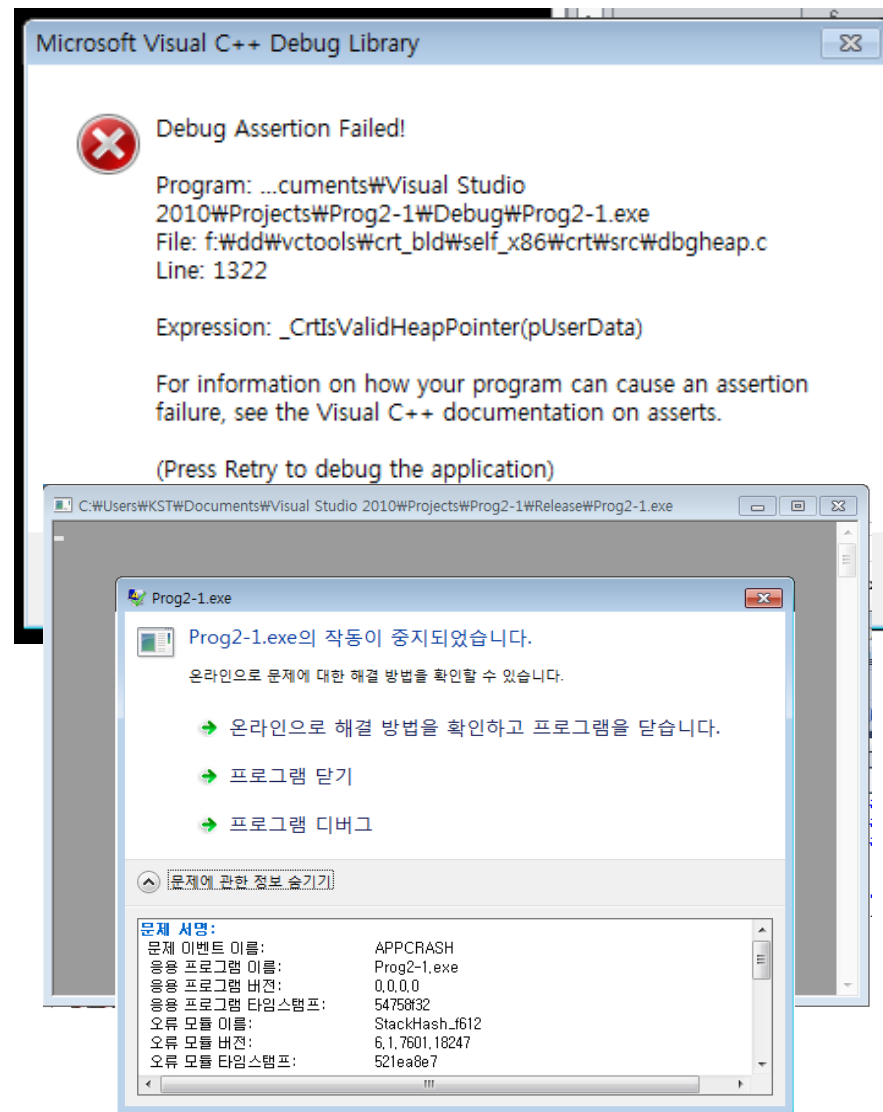 Microsoft Visual C++ Debug Library
Debug Assertion Failed!
Program: ...cuments₩Visual Studio
2010₩Projects₩Prog2-1₩Debug₩Prog2-1.exe
File: f:₩dd₩vctools₩crt_bld₩self_x86₩crt₩src₩dbgheap.c
Line: 1322
Expression: _CrtIsValidHeapPointer(pUserData)
For information on how your program can cause an assertion
failure, see the Visual C++ documentation on asserts.
(Press Retry to debug the application)
C:₩Users₩KST₩Documents₩Visual Studio 2010₩Projects₩Prog2-1₩Release₩Prog2-1.exe
Prog2-1.exe
Prog2-1.exe의 작동이 중지되었습니다.
온라인으로 문제에 대한 해결 방법을 확인할 수 있습니다.
온라인으로 해결 방법을 확인하고 프로그램을 닫습니다.
프로그램 닫기
프로그램 디버그
문제에 관한 정보 숨기기
문제 서명:
문제 이벤트 이름: APPCRASH
응용 프로그램 이름: Prog2-1.exe
응용 프로그램 버전: 0.0.0.0
응용 프로그램 타임스탬프: 54758f32
오류 모듈 이름: StackHash_f612
오류 모듈 버전: 6.1.7601.18247
오류 모듈 타임스탬프: 521ea8e7